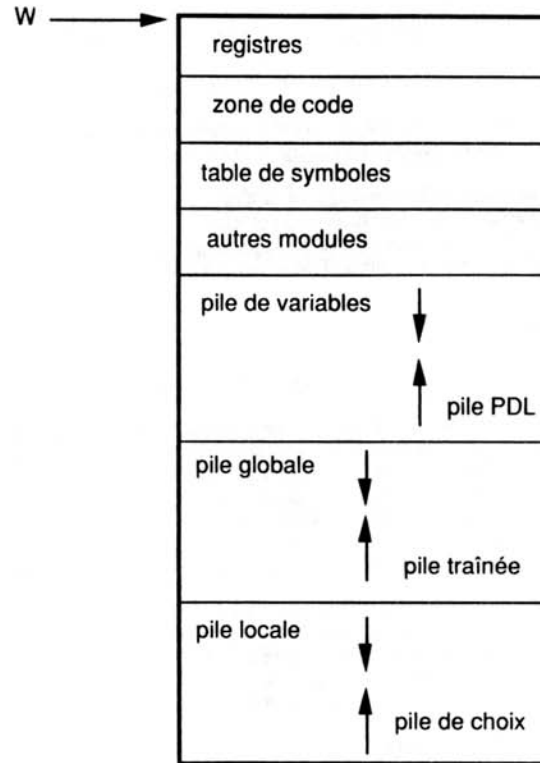 W
registres
zone de code
table de symboles
autres modules
pile de variables
pile PDL
pile globale
pile traînée
pile locale
pile de choix